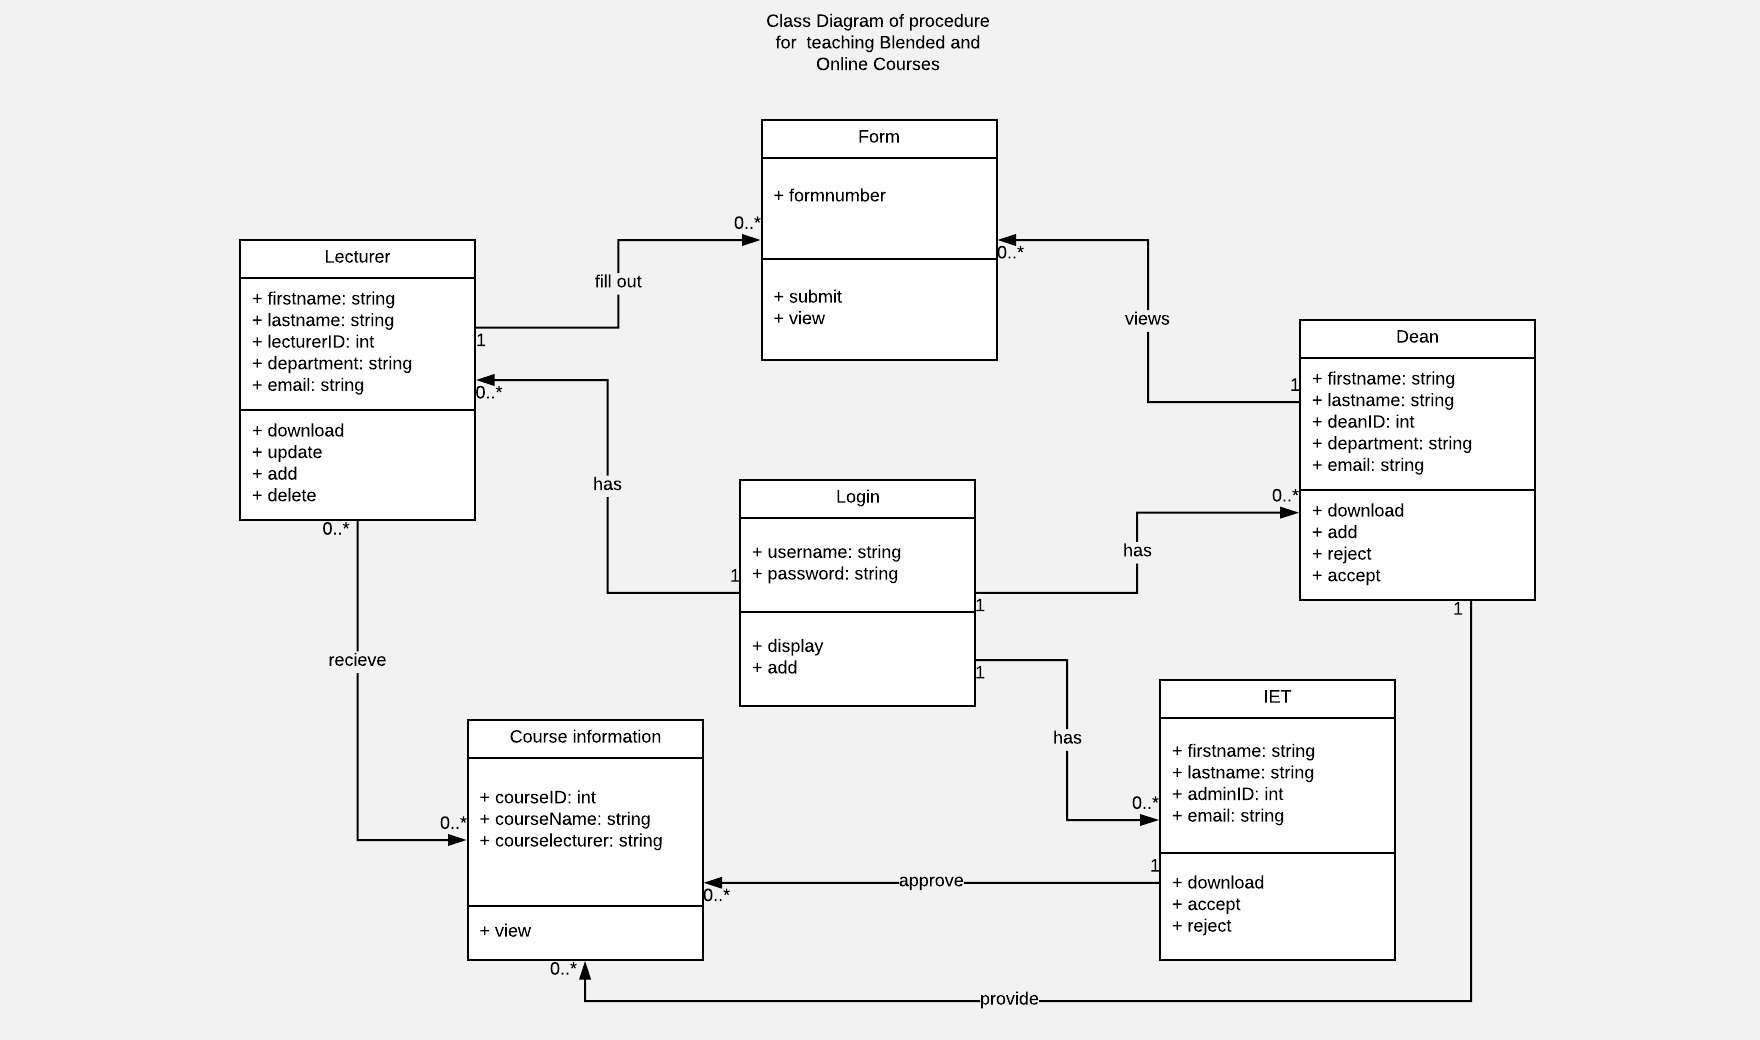 Class Diagram of procedure
for teaching Blended and
Online Courses
Form
+ formnumber
+ submit
+ view
0..*
0..*
fill out
views
Lecturer
+ firstname: string
+ lastname: string
+ lecturerID: int
+ department: string
+ email: string
+ download
+ update
+ add
+ delete
1
0..*
0..*
has
recieve
Dean
+ firstname: string
+ lastname: string
+ deanID: int
+ department: string
+ email: string
+ download
+ add
+ reject
+ accept
1
0..*
1
has
Login
+ username: string
+ password: string
+ display
+ add
1
1
1
has
IET
+ firstname: string
+ lastname: string
+ adminID: int
+ email: string
+ download
+ accept
+ reject
0..*
1
approve
Course information
+ courseID: int
+ courseName: string
+ courselecturer: string
+ view
0..*
0..*
0..*
provide